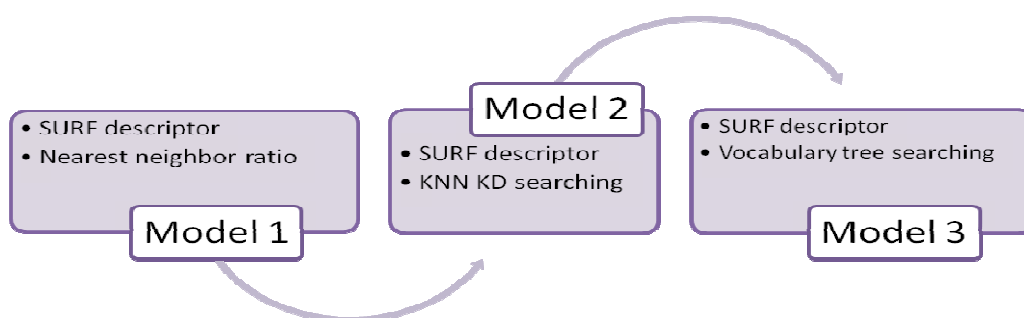 • SURF descriptor
• Nearest neighbor ratio
Model 1
Model 2
• SURF descriptor
• KNN KD searching
• SURF descriptor
• Vocabulary tree searching
Model 3